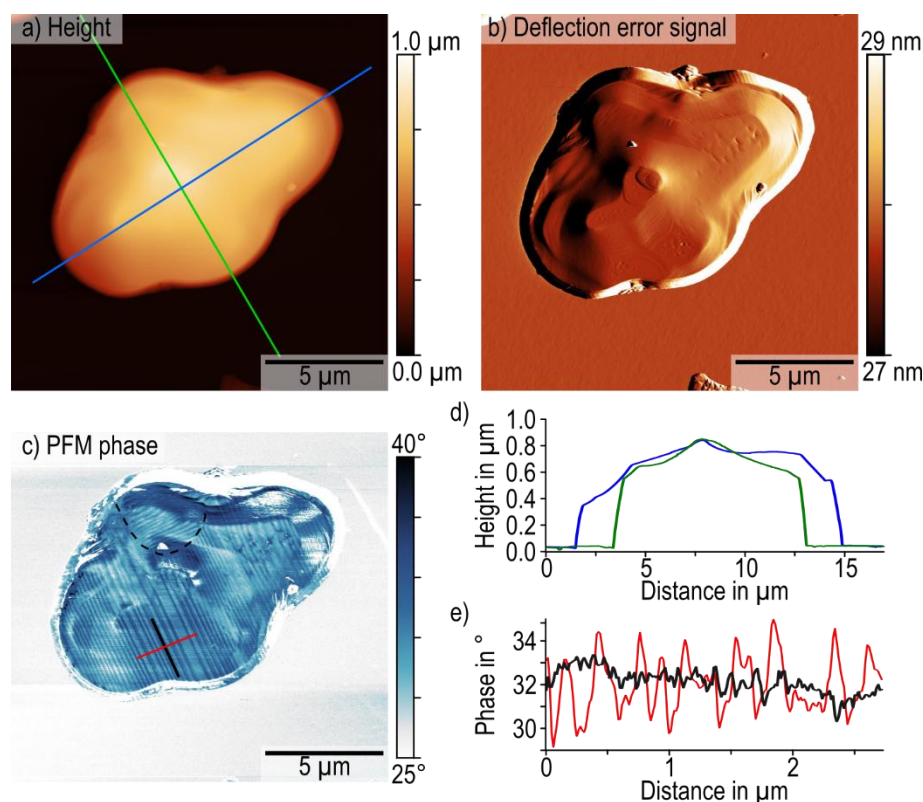 a) Height
1.0 µm
0.0 µm
5 µm
b) Deflection error signal
29 nm
27 nm
5 µm
c) PFM phase
40°
25°
5 µm
d)
Height in µm
1.0
0.8
0.6
0.4
0.2
0.0
0 5 10 15
Distance in µm
e)
Phase in °
34
32
30
0 1 2
Distance in µm